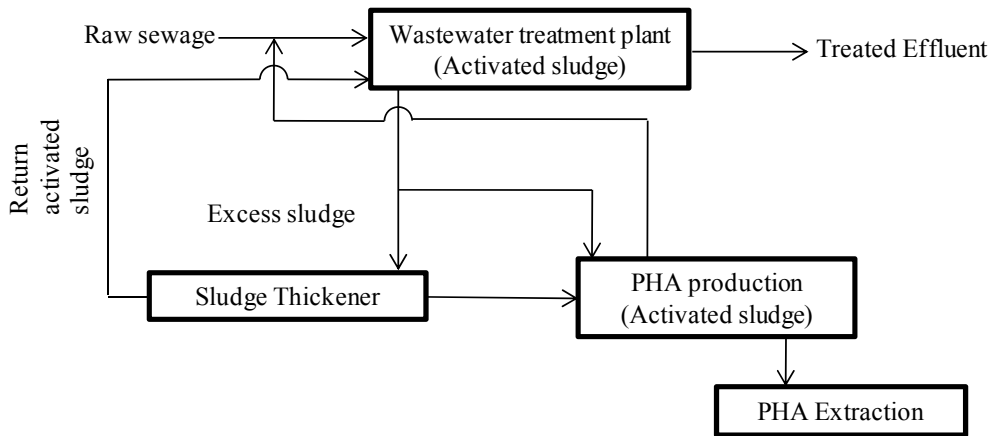 Raw sewage
Wastewater treatment plant
(Activated sludge)
Treated Effluent
Return
activated
sludge
Excess sludge
Sludge Thickener
PHA production
(Activated sludge)
PHA Extraction